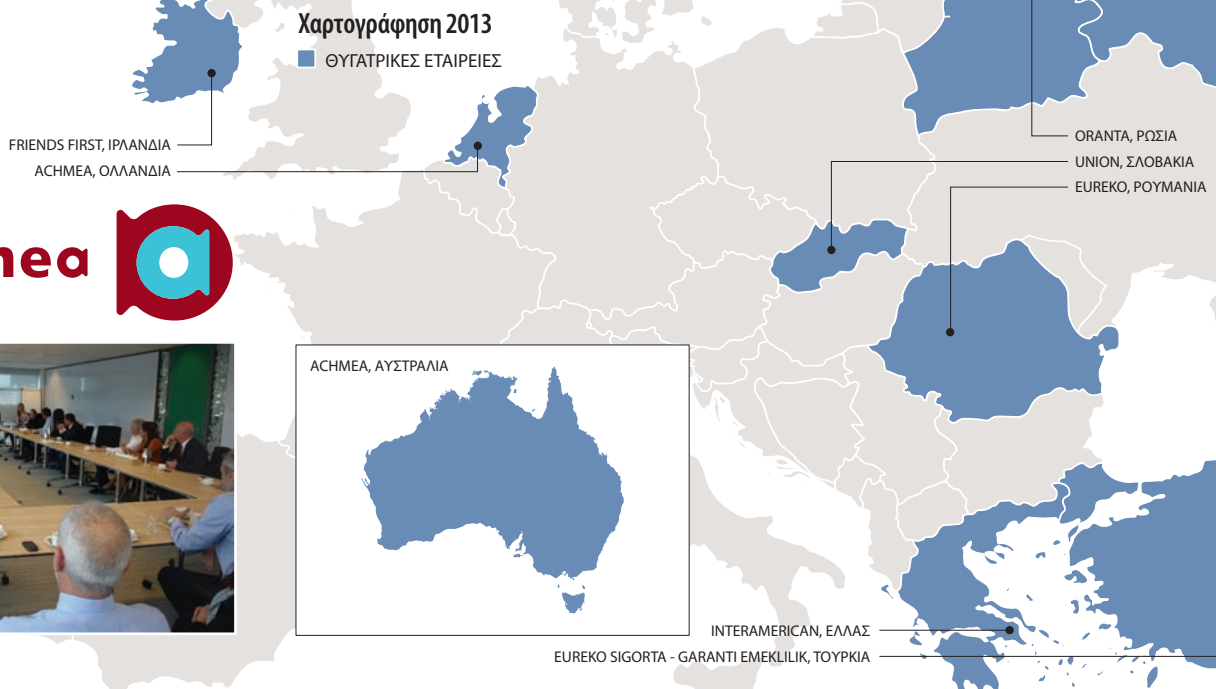 Χαρτογράφηση 2013
ΘΥΓΑΤΡΙΚΕΣ ΕΤΑΙΡΕΙΕΣ
FRIENDS FIRST, ΙΡΛΑΝΔΙΑ
ACHMEA, ΟΛΛΑΝΔΙΑ
ORANTA, ΡΩΣΙΑ
UNION, ΣΛΟΒΑΚΙΑ
EUREKO, ΡΟΥΜΑΝΙΑ
mea
ACHMEA, ΑΥΣΤΡΑΛΙΑ
INTERAMERICAN, ΕΛΛΑΣ
EUREKO SIGORTA - GARANTI EMEKLILIK, ΤΟΥΡΚΙΑ